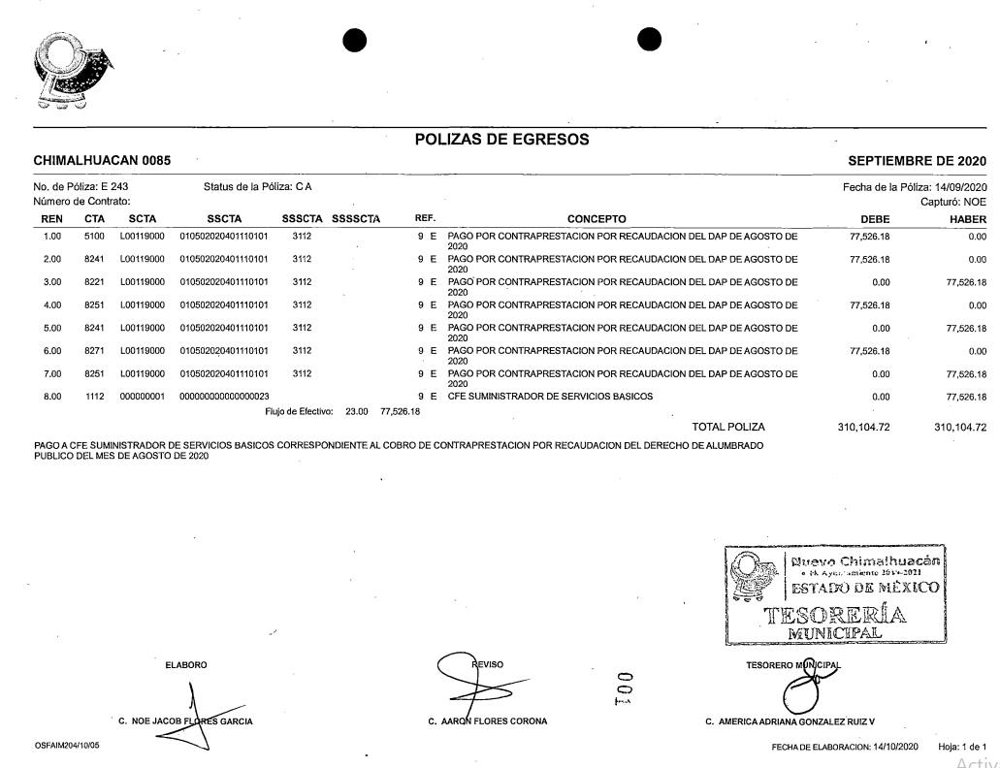 POLIZAS DE EGRESOS
CHIMALHUACAN 0085 SEPTIEMBRE DE 2020
No. de Póliza: E 243 Status de la Póliza: C A Fecha de la Póliza: 14/09/2020
Número de Contrato: Capturó: NOE
REN CTA SCTA SSCTA SSSCTA SSSSCTA REF. CONCEPTO DEBE HABER
1.00 5100 L00119000 010502020401110101 3112 9 E PAGO POR CONTRAPRESTACION POR RECAUDACION DEL DAP DE AGOSTO DE 77,526.18 0.00
2020
2.00 8241 L00119000 010502020401110101 3112 9 E PAGO POR CONTRAPRESTACION POR RECAUDACION DEL DAP DE AGOSTO DE 77,526.18 0.00
2020
3.00 8221 L00119000 010502020401110101 3112 9 E PAGO POR CONTRAPRESTACION POR RECAUDACION DEL DAP DE AGOSTO DE 0.00 77,526.18
2020
4.00 8251 L00119000 010502020401110101 3112 9 E PAGO POR CONTRAPRESTACION POR RECAUDACION DEL DAP DE AGOSTO DE 77,526.18 0.00
2020
5.00 8241 L00119000 010502020401110101 3112 9 E PAGO POR CONTRAPRESTACION POR RECAUDACION DEL DAP DE AGOSTO DE 0.00 77,526.18
2020
6.00 8271 L00119000 010502020401110101 3112 9 E PAGO POR CONTRAPRESTACION POR RECAUDACION DEL DAP DE AGOSTO DE 77,526.18 0.00
2020
7.00 8251 L00119000 010502020401110101 3112 9 E PAGO POR CONTRAPRESTACION POR RECAUDACION DEL DAP DE AGOSTO DE 0.00 77,526.18
2020
8.00 1112 000000001 000000000000000023 9 E CFE SUMINISTRADOR DE SERVICIOS BASICOS 0.00 77,526.18
Flujo de Efectivo: 23.00 77,526.18
TOTAL POLIZA 310,104.72 310,104.72
PAGO A CFE SUMINISTRADOR DE SERVICIOS BASICOS CORRESPONDIENTE AL COBRO DE CONTRAPRESTACION POR RECAUDACION DEL DERECHO DE ALUMBRADO
PUBLICO DEL MES DE AGOSTO DE 2020
Nuevo Chimalhuacán
ESTADO DE MÉXICO
TESORERÍA
MUNICIPAL
ELABORO REVISO TESORERO MUNICIPAL
001
C. NOE JACOB FLORES GARCIA C. AARON FLORES CORONA C. AMERICA ADRIANA GONZALEZ RUIZ V
OSFAIM204/10/05 FECHA DE ELABORACION: 14/10/2020 Hoja: 1 de 1
Activ